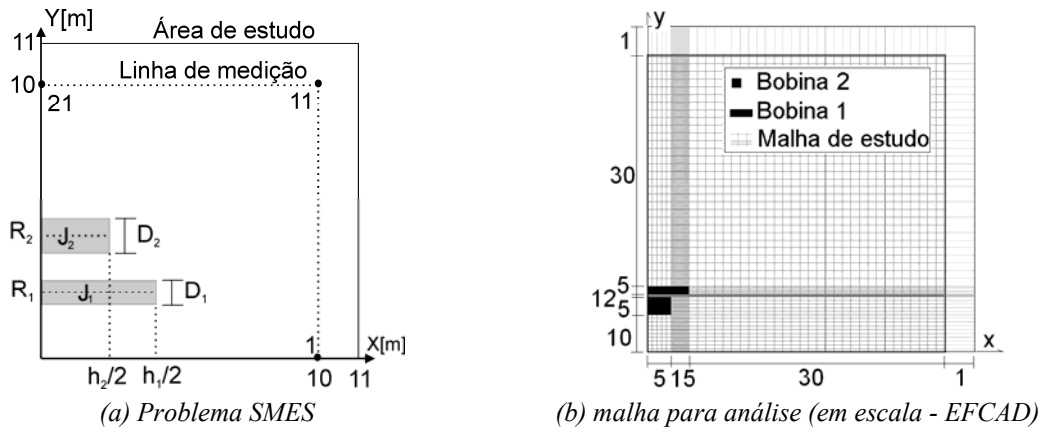 Y[m]
11
Área de estudo
10
Linha de medição
21
11
R2
J2
D2
R1
J1
D1
1
X[m]
h2/2
h1/2
10
11
(a) Problema SMES
y
1
Bobina 2
Bobina 1
Malha de estudo
30
5
12
5
10
x
5
15
30
1
(b) malha para análise (em escala - EFCAD)